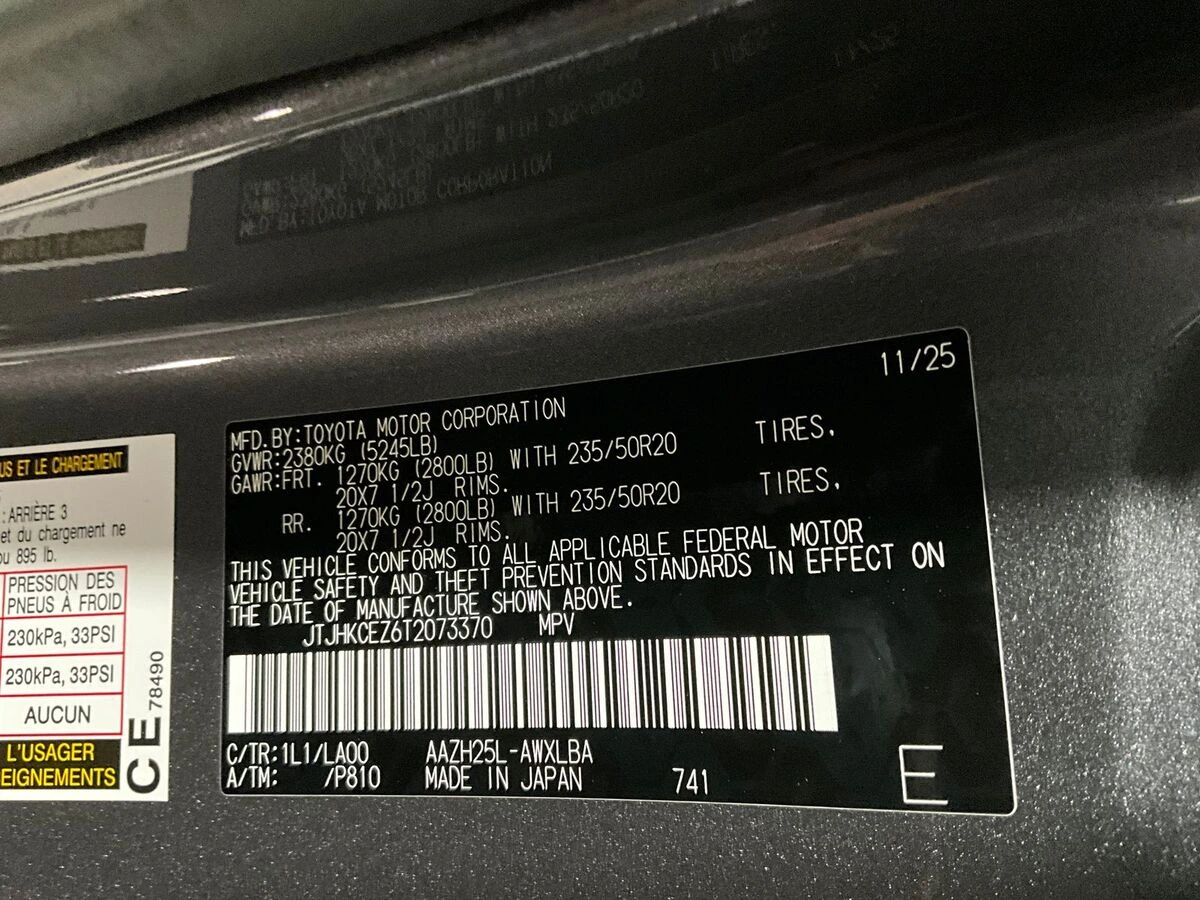 11/25
MFD.BY:TOYOTA MOTOR CORPORATION
GVWR:2380KG (5245LB)
GAWR:FRT. 1270KG (2800LB) WITH 235/50R20 TIRES,
20X7 1/2J RIMS.
RR. 1270KG (2800LB) WITH 235/50R20 TIRES,
20X7 1/2J RIMS.
THIS VEHICLE CONFORMS TO ALL APPLICABLE FEDERAL MOTOR
VEHICLE SAFETY AND THEFT PREVENTION STANDARDS IN EFFECT ON
THE DATE OF MANUFACTURE SHOWN ABOVE.
JTJHKCEZ6T2073370 MPV
C/TR:1L1/LA00 AAZH25L-AWXLBA
A/TM: /P810 MADE IN JAPAN 741
E
US ET LE CHARGEMENT
: ARRIÈRE 3
et du chargement ne
ou 895 lb.
PRESSION DES
PNEUS À FROID
230kPa, 33PSI
230kPa, 33PSI
AUCUN
L'USAGER
EIGNEMENTS
CE 78490